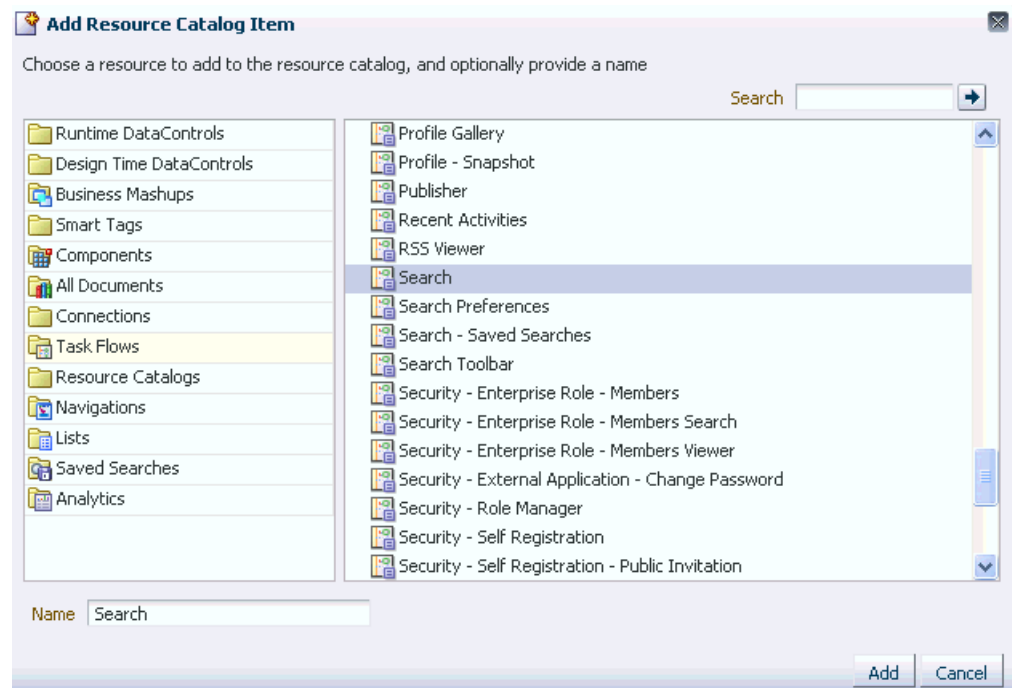 Add Resource Catalog Item
Choose a resource to add to the resource catalog, and optionally provide a name
Search
Runtime DataControls
Design Time DataControls
Business Mashups
Smart Tags
Components
All Documents
Connections
Task Flows
Resource Catalogs
Navigations
Lists
Saved Searches
Analytics
Profile Gallery
Profile - Snapshot
Publisher
Recent Activities
RSS Viewer
Search
Search Preferences
Search - Saved Searches
Search Toolbar
Security - Enterprise Role - Members
Security - Enterprise Role - Members Search
Security - Enterprise Role - Members Viewer
Security - External Application - Change Password
Security - Role Manager
Security - Self Registration
Security - Self Registration - Public Invitation
Name Search
Add Cancel